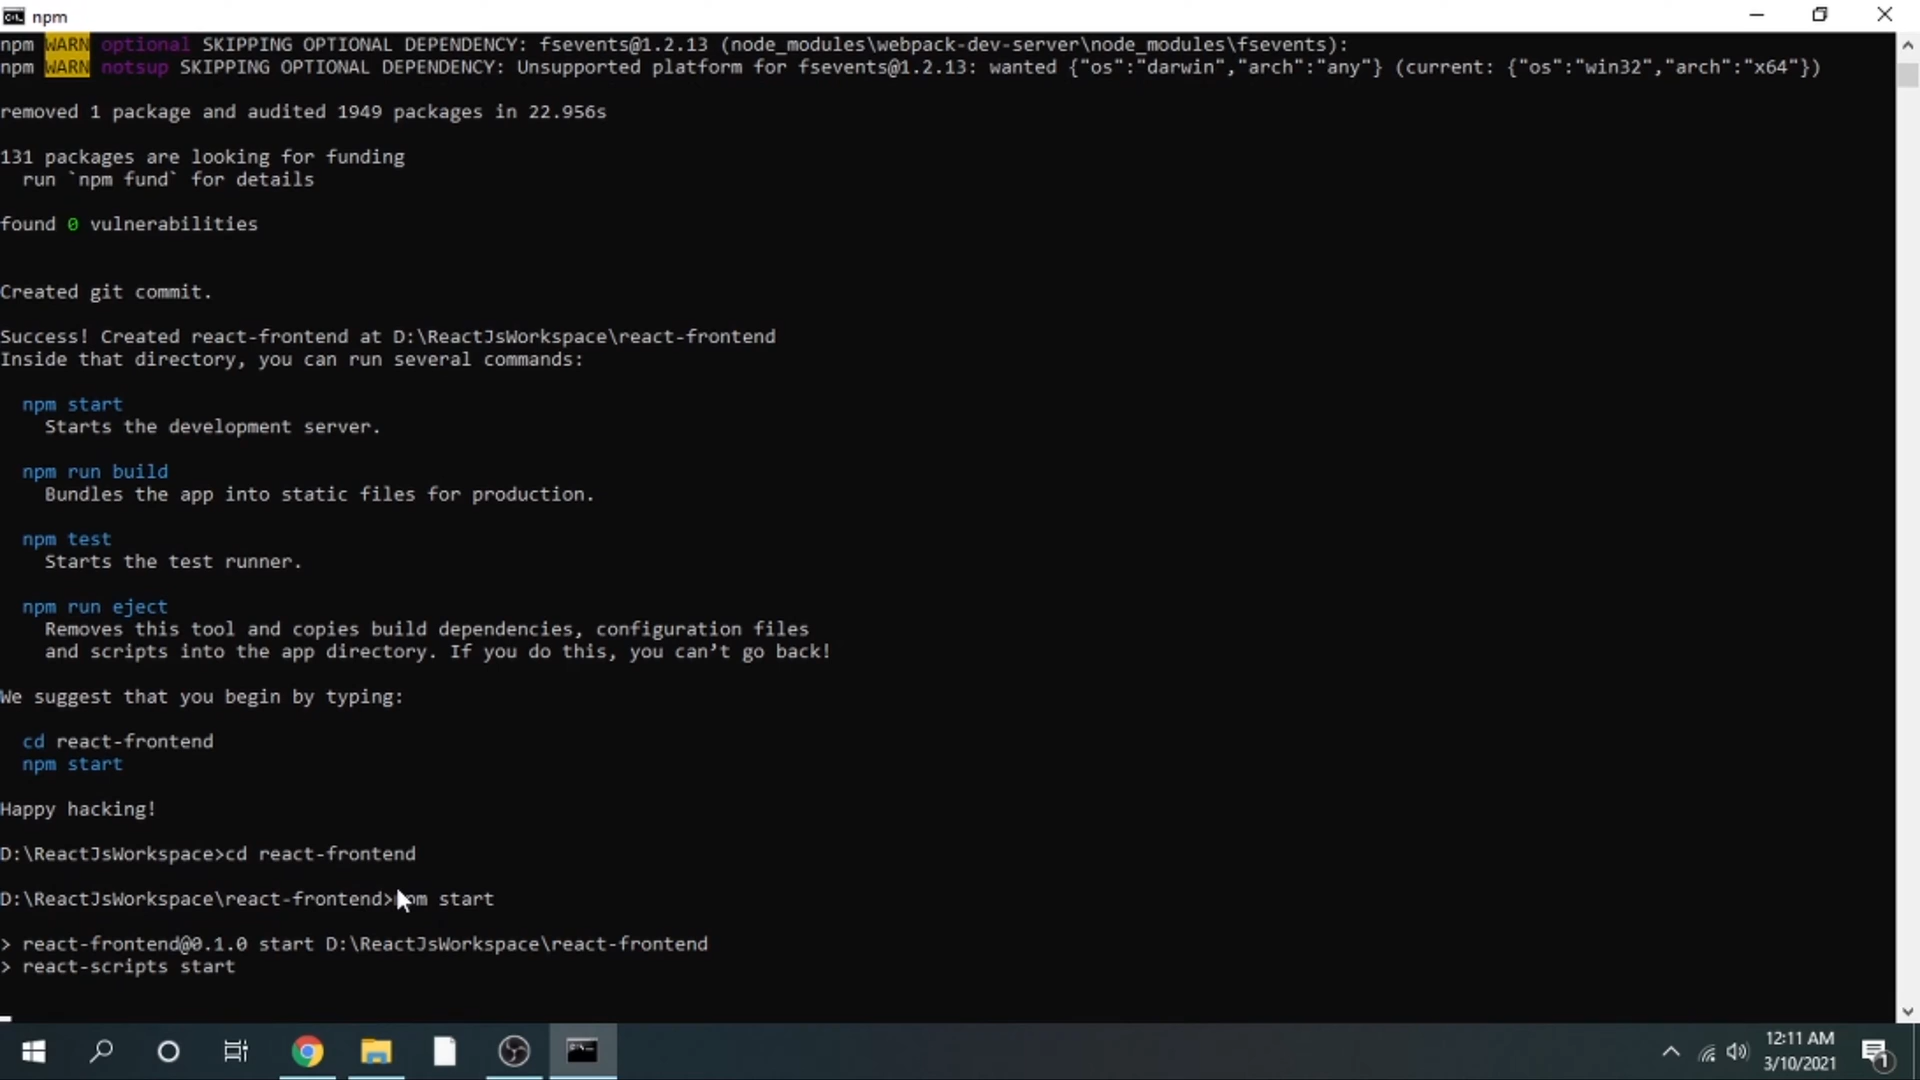 npm
npm WARN optional SKIPPING OPTIONAL DEPENDENCY: fsevents@1.2.13 (node_modules\webpack-dev-server\node_modules\fsevents):
npm WARN notsup SKIPPING OPTIONAL DEPENDENCY: Unsupported platform for fsevents@1.2.13: wanted {"os":"darwin","arch":"any"} (current: {"os":"win32","arch":"x64"})
removed 1 package and audited 1949 packages in 22.956s
131 packages are looking for funding
run `npm fund` for details
found 0 vulnerabilities
Created git commit.
Success! Created react-frontend at D:\ReactJsWorkspace\react-frontend
Inside that directory, you can run several commands:
npm start
Starts the development server.
npm run build
Bundles the app into static files for production.
npm test
Starts the test runner.
npm run eject
Removes this tool and copies build dependencies, configuration files
and scripts into the app directory. If you do this, you can’t go back!
We suggest that you begin by typing:
cd react-frontend
npm start
Happy hacking!
D:\ReactJsWorkspace>cd react-frontend
D:\ReactJsWorkspace\react-frontend>npm start
> react-frontend@0.1.0 start D:\ReactJsWorkspace\react-frontend
> react-scripts start
12:11 AM
3/10/2021
1